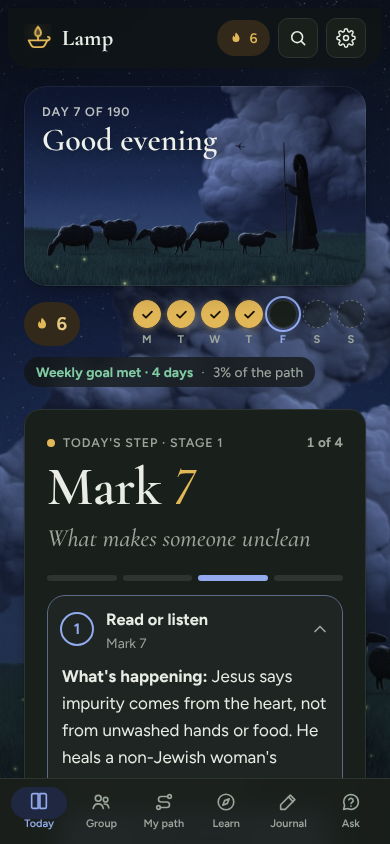 Lamp
6
DAY 7 OF 190
Good evening
6
M T W T F S S
Weekly goal met · 4 days · 3% of the path
TODAY'S STEP · STAGE 1
1 of 4
Mark 7
What makes someone unclean
1
Read or listen
Mark 7
What's happening: Jesus says
impurity comes from the heart, not
from unwashed hands or food. He
heals a non-Jewish woman's
Today Group My path Learn Journal Ask